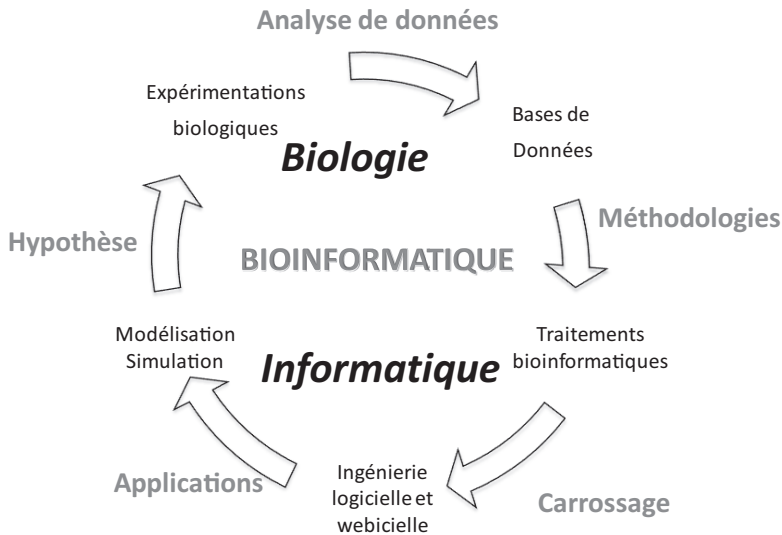 Analyse de données
Expérimentations
biologiques
Bases de
Données
Biologie
Méthodologies
Hypothèse
BIOINFORMATIQUE
Modélisation
Simulation
Traitements
bioinformatiques
Informatique
Applications
Ingénierie
logicielle et
webicielle
Carrossage